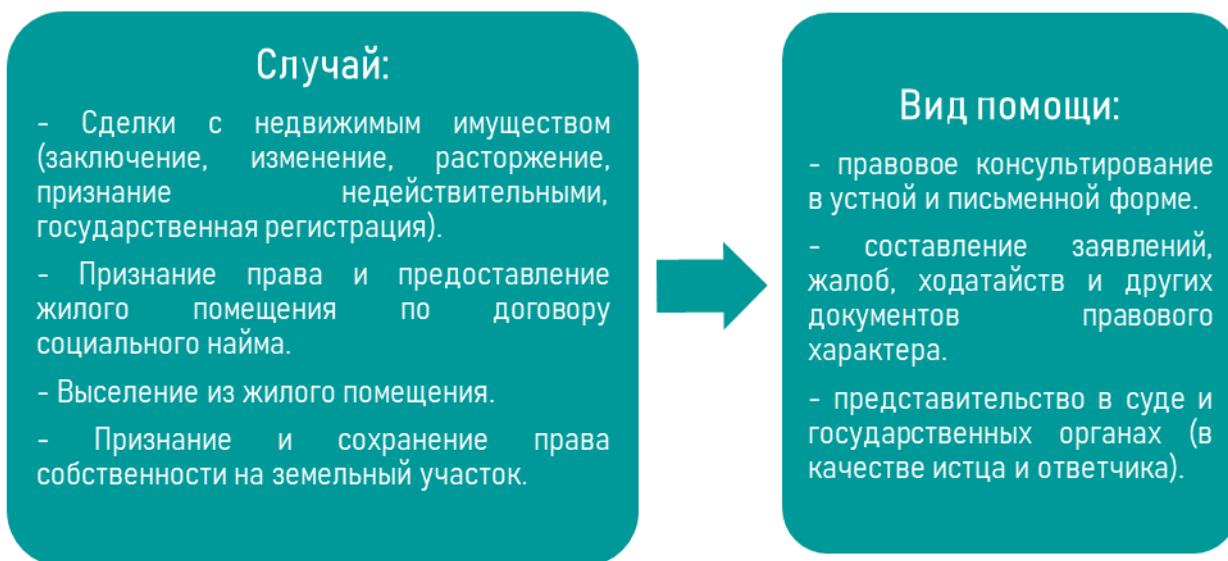 Случай:
- Сделки с недвижимым имуществом
(заключение, изменение, расторжение,
признание недействительными,
государственная регистрация).
- Признание права и предоставление
жилого помещения по договору
социального найма.
- Выселение из жилого помещения.
- Признание и сохранение права
собственности на земельный участок.
Вид помощи:
- правовое консультирование
в устной и письменной форме.
- составление заявлений,
жалоб, ходатайств и других
документов правового
характера.
- представительство в суде и
государственных органах (в
качестве истца и ответчика).